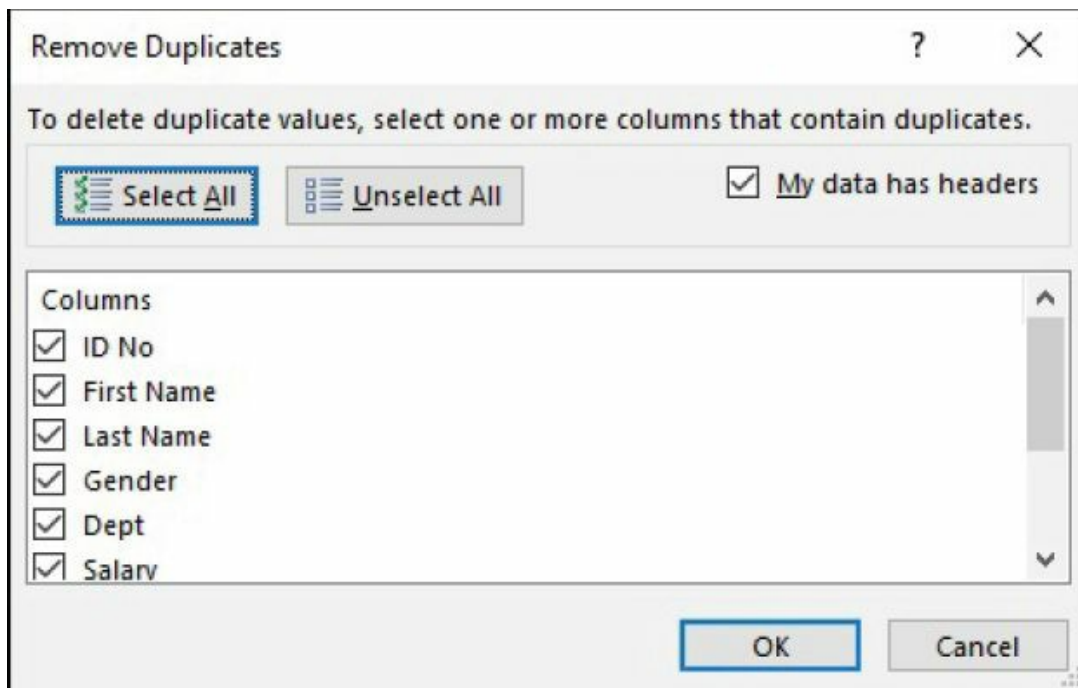 Remove Duplicates ?
To delete duplicate values, select one or more columns that contain duplicates.
Select All Unselect All My data has headers
Columns
ID No
First Name
Last Name
Gender
Dept
Salary
OK Cancel